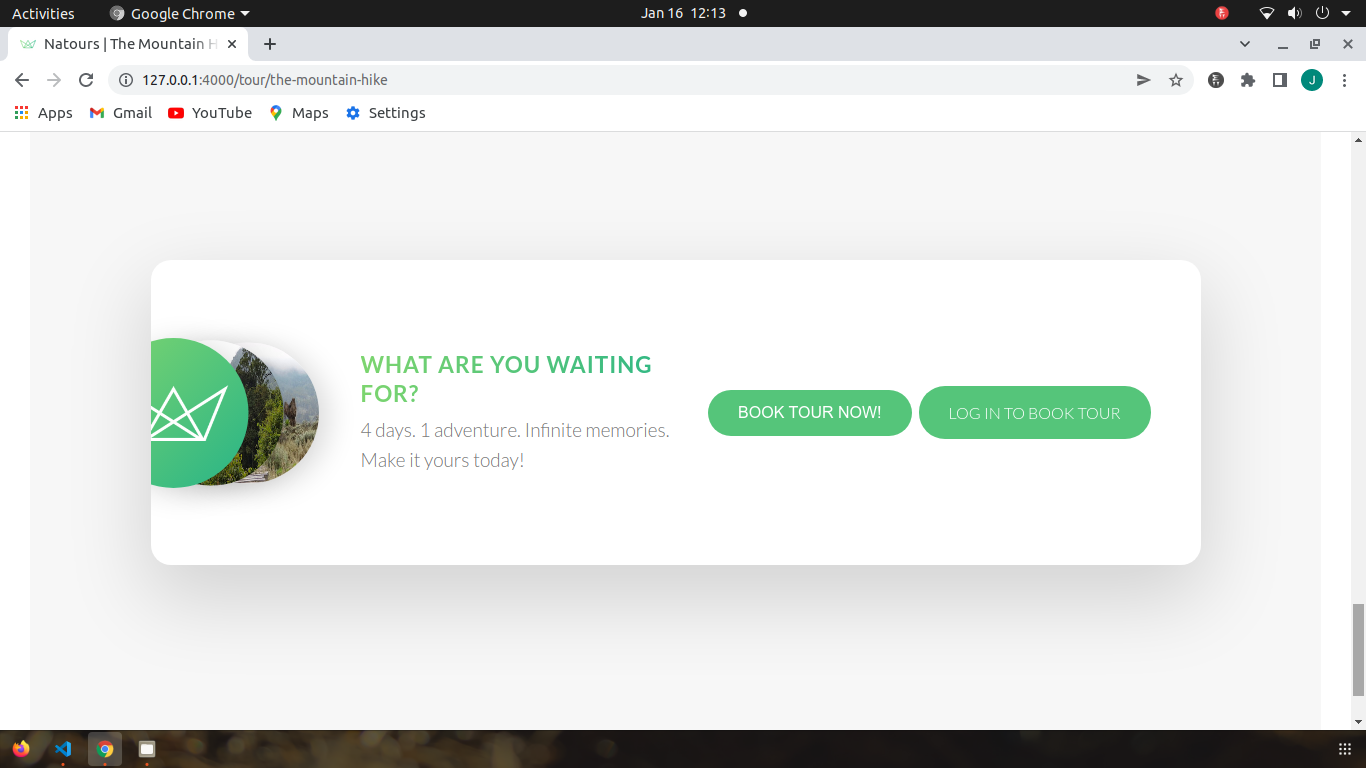 Activities Google Chrome Jan 16 12:13
Natours | The Mountain H
127.0.0.1:4000/tour/the-mountain-hike J
Apps Gmail YouTube Maps Settings
WHAT ARE YOU WAITING
FOR?
4 days. 1 adventure. Infinite memories.
Make it yours today!
BOOK TOUR NOW! LOG IN TO BOOK TOUR